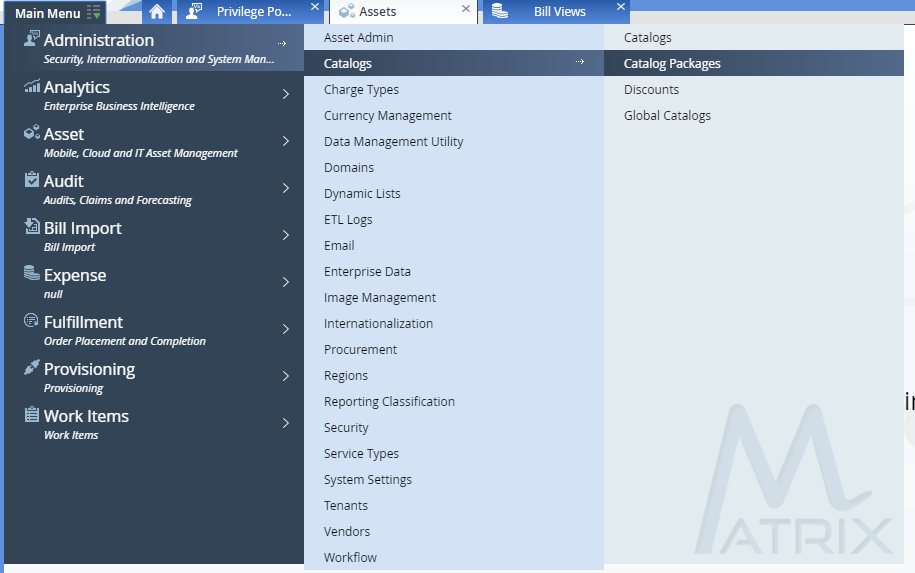 Main Menu
Privilege Po...
Assets
Bill Views
Administration
Security, Internationalization and System Man...
Analytics
Enterprise Business Intelligence
Asset
Mobile, Cloud and IT Asset Management
Audit
Audits, Claims and Forecasting
Bill Import
Bill Import
Expense
null
Fulfillment
Order Placement and Completion
Provisioning
Provisioning
Work Items
Work Items
Asset Admin
Catalogs
Charge Types
Currency Management
Data Management Utility
Domains
Dynamic Lists
ETL Logs
Email
Enterprise Data
Image Management
Internationalization
Procurement
Regions
Reporting Classification
Security
Service Types
System Settings
Tenants
Vendors
Workflow
Catalogs
Catalog Packages
Discounts
Global Catalogs
MATRIX